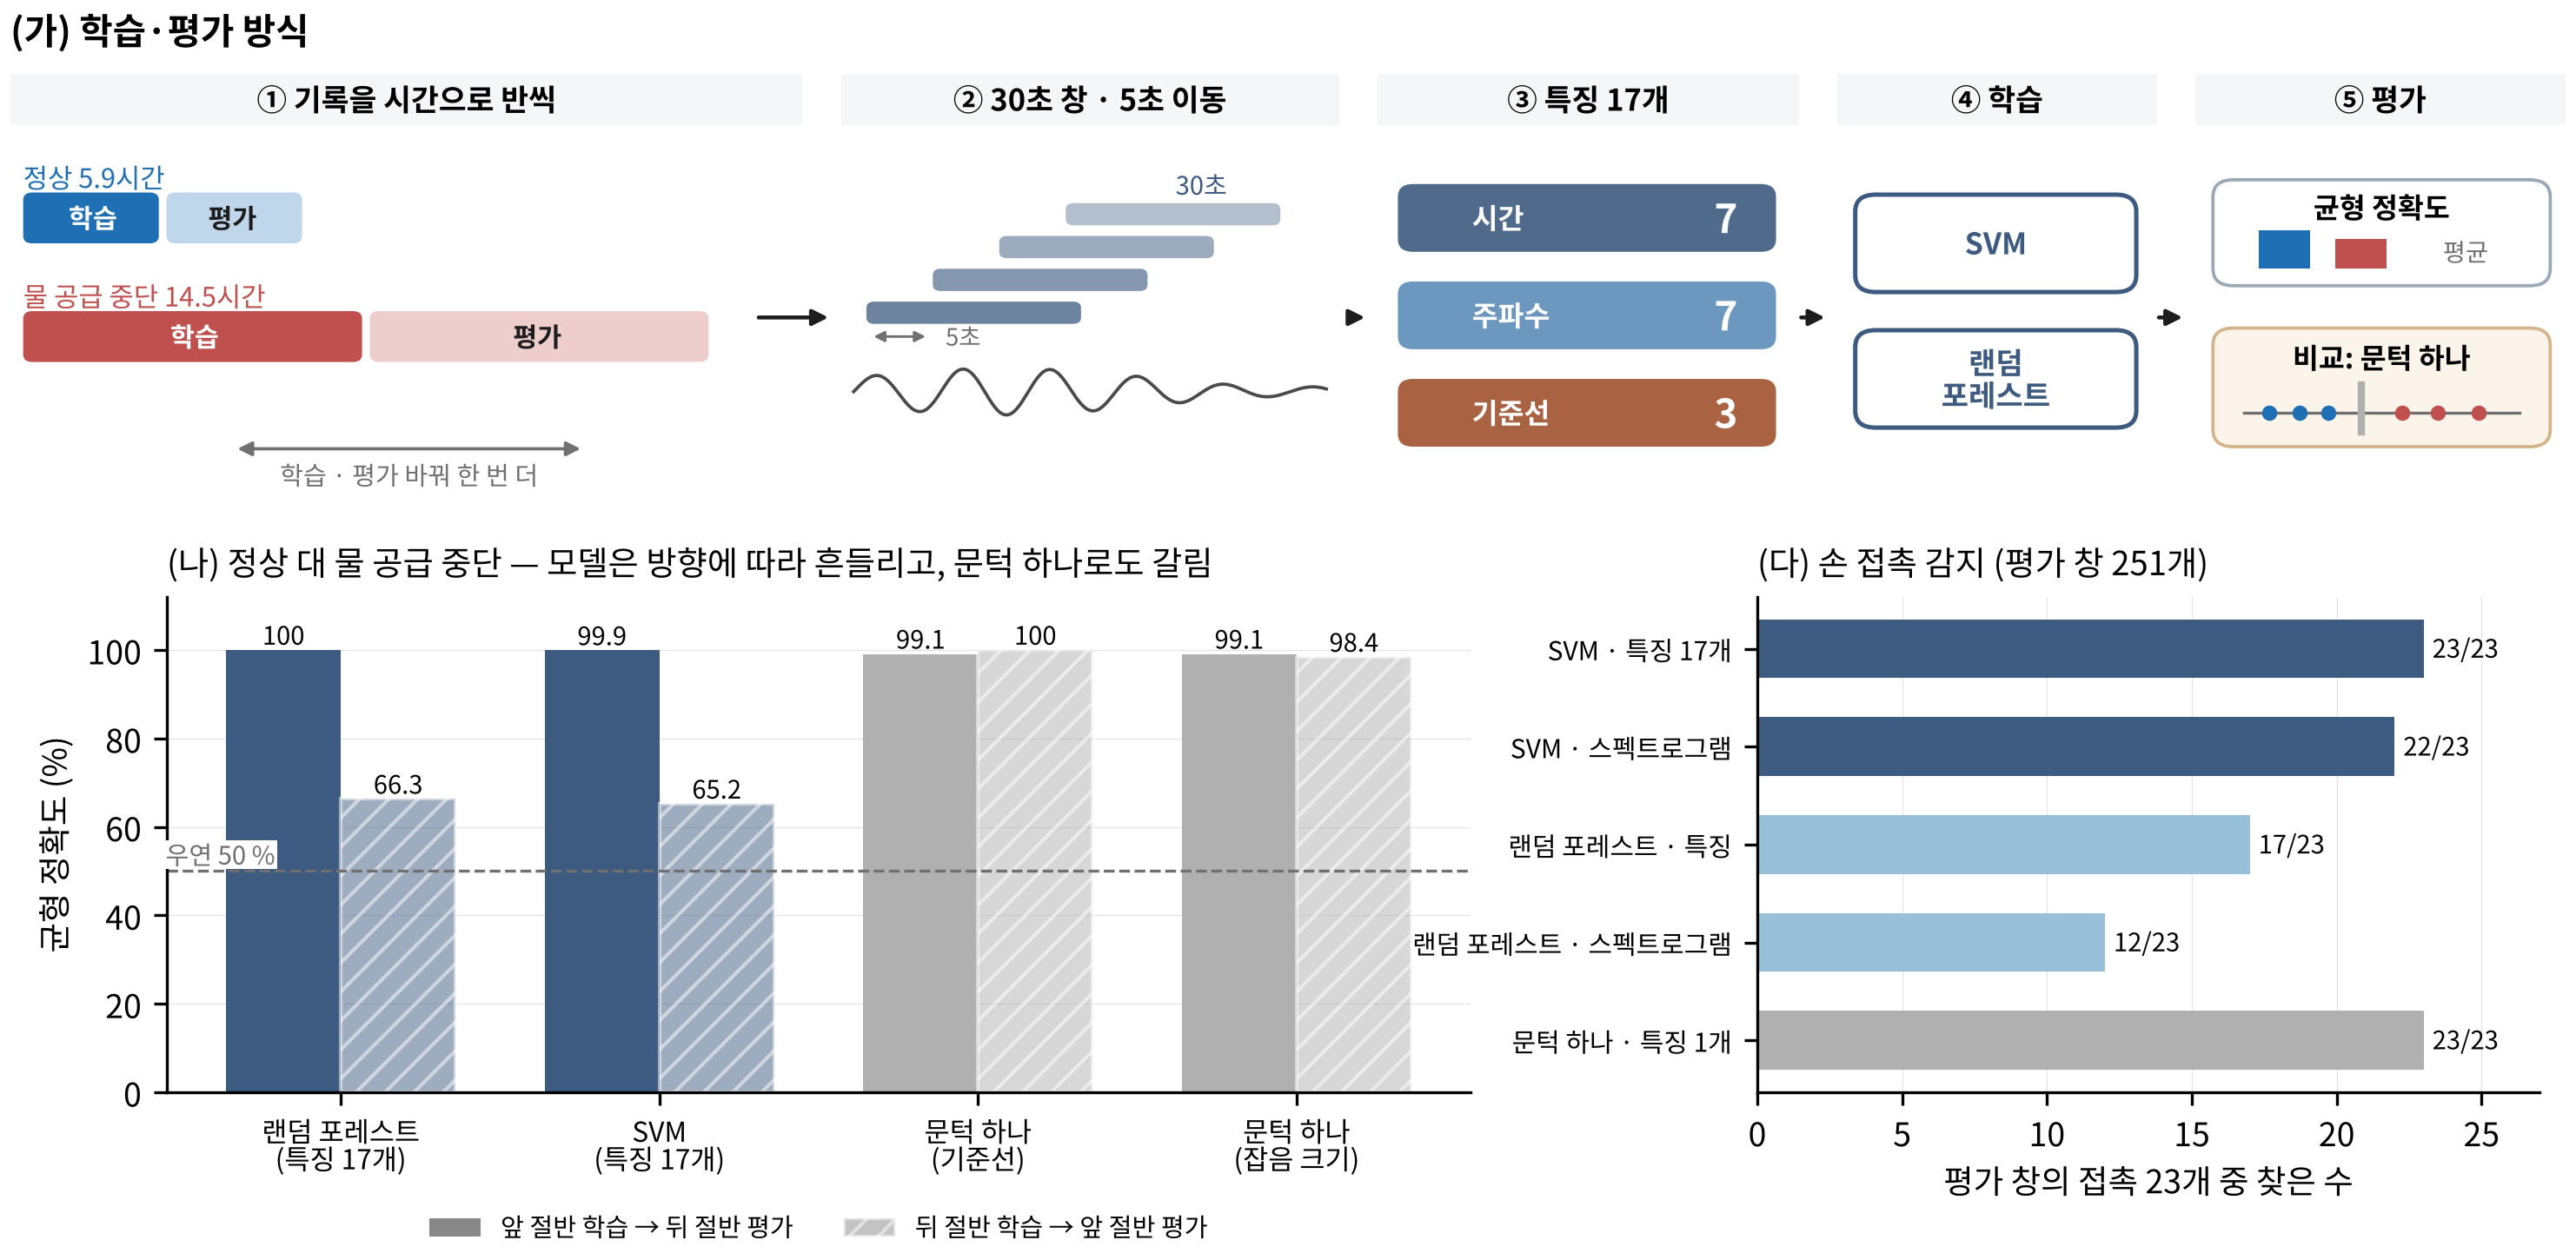 (가) 학습·평가 방식
① 기록을 시간으로 반씩
② 30초 창 · 5초 이동
③ 특징 17개
④ 학습
⑤ 평가
정상 5.9시간
학습
평가
물 공급 중단 14.5시간
학습
평가
학습 · 평가 바꿔 한 번 더
30초
5초
시간 7
주파수 7
기준선 3
SVM
랜덤
포레스트
균형 정확도
평균
비교: 문턱 하나
(나) 정상 대 물 공급 중단 — 모델은 방향에 따라 흔들리고, 문턱 하나로도 갈림
균형 정확도 (%)
100
80
60
40
20
0
우연 50 %
100
66.3
99.9
65.2
99.1
100
99.1
98.4
랜덤 포레스트
(특징 17개)
SVM
(특징 17개)
문턱 하나
(기준선)
문턱 하나
(잡음 크기)
앞 절반 학습 → 뒤 절반 평가
뒤 절반 학습 → 앞 절반 평가
(다) 손 접촉 감지 (평가 창 251개)
SVM · 특징 17개
23/23
SVM · 스펙트로그램
22/23
랜덤 포레스트 · 특징
17/23
랜덤 포레스트 · 스펙트로그램
12/23
문턱 하나 · 특징 1개
23/23
0 5 10 15 20 25
평가 창의 접촉 23개 중 찾은 수